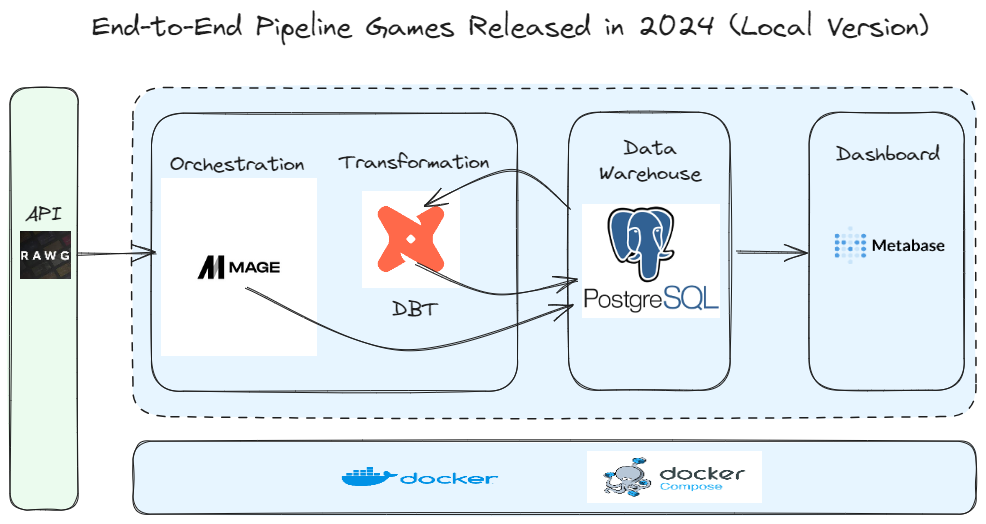 End-to-End Pipeline Games Released in 2024 (Local Version)
API
RAWG
Orchestration
MAGE
Transformation
DBT
Data
Warehouse
PostgreSQL
Dashboard
Metabase
docker
docker
Compose